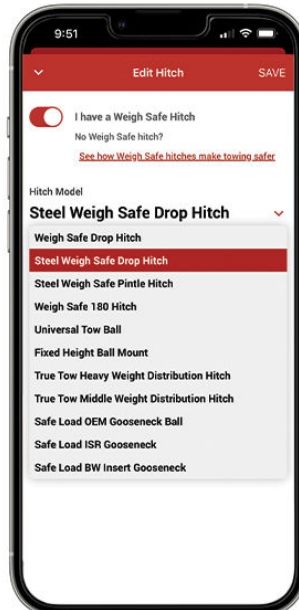 9:51
Edit Hitch
SAVE
I have a Weigh Safe Hitch
No Weigh Safe hitch?
See how Weigh Safe hitches make towing safer
Hitch Model
Steel Weigh Safe Drop Hitch
Weigh Safe Drop Hitch
Steel Weigh Safe Drop Hitch
Steel Weigh Safe Pintle Hitch
Weigh Safe 180 Hitch
Universal Tow Ball
Fixed Height Ball Mount
True Tow Heavy Weight Distribution Hitch
True Tow Middle Weight Distribution Hitch
Safe Load OEM Gooseneck Ball
Safe Load ISR Gooseneck
Safe Load BW Insert Gooseneck